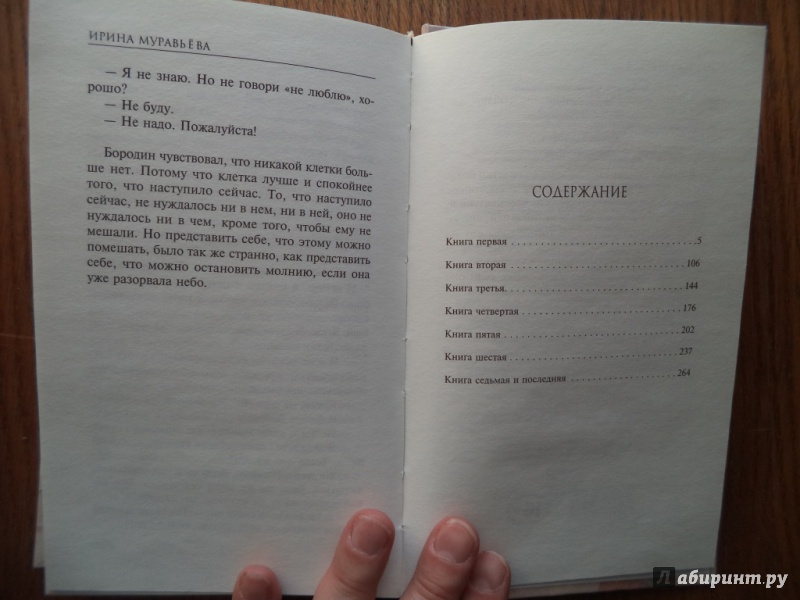 ИРИНА МУРАВЬЁВА
— Я не знаю. Но не говори «не люблю», хо-
рошо?
— Не буду.
— Не надо. Пожалуйста!
Бородин чувствовал, что никакой клетки боль-
ше нет. Потому что клетка лучше и спокойнее
того, что наступило сейчас. То, что наступило
сейчас, не нуждалось ни в нем, ни в ней, оно не
нуждалось ни в чем, кроме того, чтобы ему не
мешали. Но представить себе, что этому можно
помешать, было так же странно, как представить
себе, что можно остановить молнию, если она
уже разорвала небо.
СОДЕРЖАНИЕ
Книга первая . . . . . . . . . . . . . . . . . . . . . . . . . . . . . 5
Книга вторая . . . . . . . . . . . . . . . . . . . . . . . . . . . 106
Книга третья. . . . . . . . . . . . . . . . . . . . . . . . . . . . 144
Книга четвертая . . . . . . . . . . . . . . . . . . . . . . . . 176
Книга пятая . . . . . . . . . . . . . . . . . . . . . . . . . . . . 202
Книга шестая . . . . . . . . . . . . . . . . . . . . . . . . . . . 237
Книга седьмая и последняя . . . . . . . . . . . . . . . . 264
Лабиринт.ру